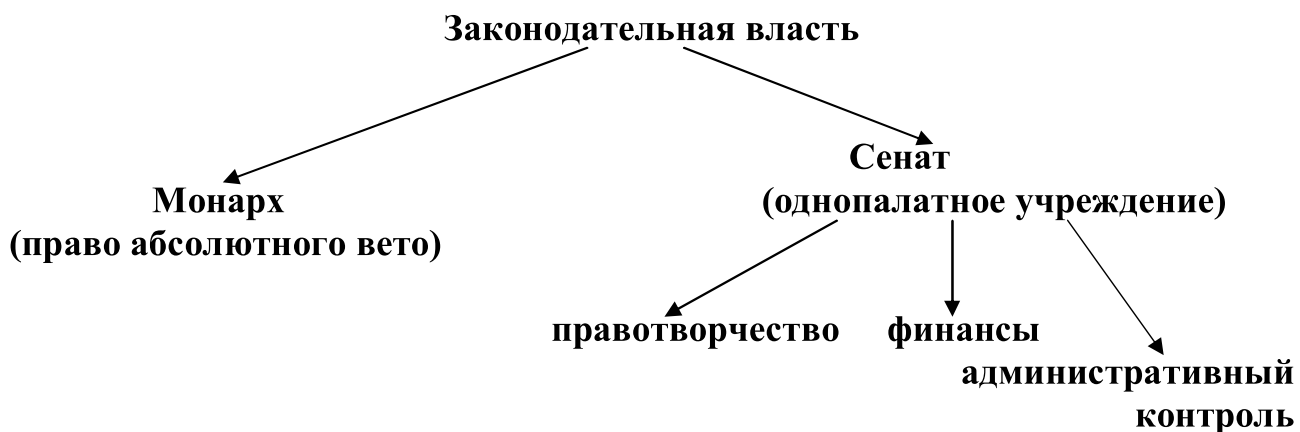 Законодательная власть
Монарх
(право абсолютного вето)
Сенат
(однопалатное учреждение)
правотворчество
финансы
административный
контроль